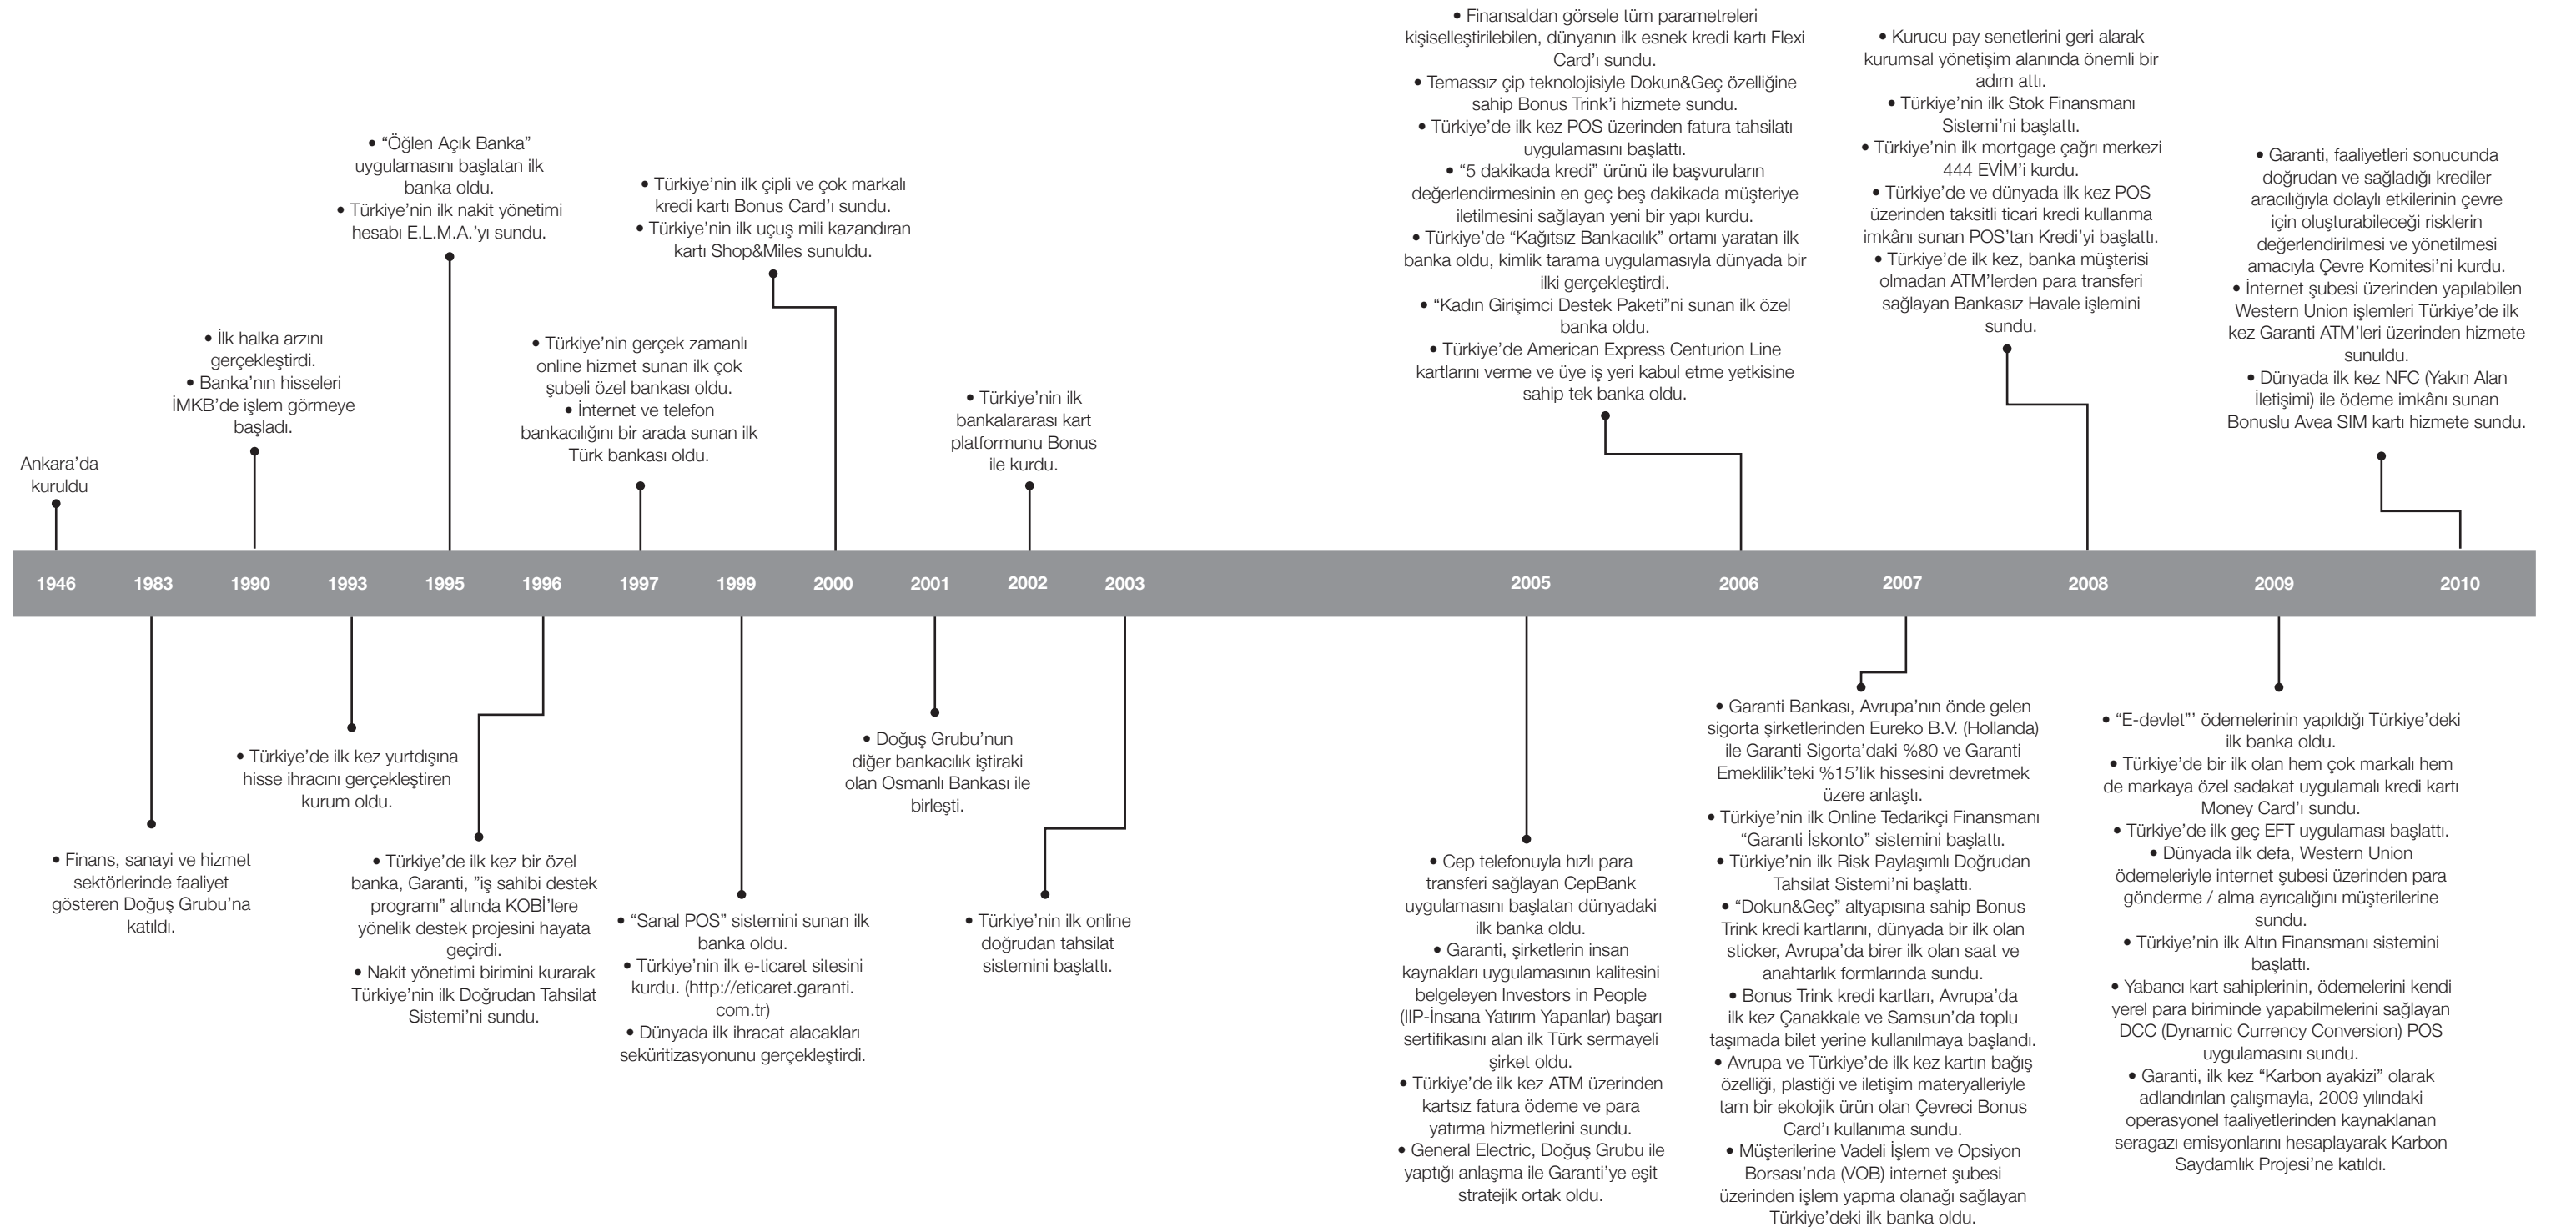 Ankara’da
kuruldu
• İlk halka arzını
gerçekleştirdi.
• Banka’nın hisseleri
İMKB’de işlem görmeye
başladı.
• “Öğlen Açık Banka”
uygulamasını başlatan ilk
banka oldu.
• Türkiye’nin ilk nakit yönetimi
hesabı E.L.M.A.’yı sundu.
• Türkiye’nin gerçek zamanlı
online hizmet sunan ilk çok
şubeli özel bankası oldu.
• İnternet ve telefon
bankacılığını bir arada sunan ilk
Türk bankası oldu.
• Türkiye’nin ilk çipli ve çok markalı
kredi kartı Bonus Card’ı sundu.
• Türkiye’nin ilk uçuş mili kazandıran
kartı Shop&Miles sunuldu.
• Türkiye’nin ilk
bankalararası kart
platformunu Bonus
ile kurdu.
• Finansaldan görsele tüm parametreleri
kişiselleştirilebilen, dünyanın ilk esnek kredi kartı Flexi
Card’ı sundu.
• Temassız çip teknolojisiyle Dokun&Geç özelliğine
sahip Bonus Trink’i hizmete sundu.
• Türkiye’de ilk kez POS üzerinden fatura tahsilatı
uygulamasını başlattı.
• “5 dakikada kredi” ürünü ile başvuruların
değerlendirmesinin en geç beş dakikada müşteriye
iletilmesini sağlayan yeni bir yapı kurdu.
• Türkiye’de “Kağıtsız Bankacılık” ortamı yaratan ilk
banka oldu, kimlik tarama uygulamasıyla dünyada bir
ilki gerçekleştirdi.
• “Kadın Girişimci Destek Paketi”ni sunan ilk özel
banka oldu.
• Türkiye’de American Express Centurion Line
kartlarını verme ve üye iş yeri kabul etme yetkisine
sahip tek banka oldu.
• Kurucu pay senetlerini geri alarak
kurumsal yönetişim alanında önemli bir
adım attı.
• Türkiye’nin ilk Stok Finansmanı
Sistemi’ni başlattı.
• Türkiye’nin ilk mortgage çağrı merkezi
444 EVİM’i kurdu.
• Türkiye’de ve dünyada ilk kez POS
üzerinden taksitli ticari kredi kullanma
imkânı sunan POS’tan Kredi’yi başlattı.
• Türkiye’de ilk kez, banka müşterisi
olmadan ATM’lerden para transferi
sağlayan Bankasız Havale işlemini
sundu.
• Garanti, faaliyetleri sonucunda
doğrudan ve sağladığı krediler
aracılığıyla dolaylı etkilerinin çevre
için oluşturabileceği risklerin
değerlendirilmesi ve yönetilmesi
amacıyla Çevre Komitesi’ni kurdu.
• İnternet şubesi üzerinden yapılabilen
Western Union işlemleri Türkiye’de ilk
kez Garanti ATM’leri üzerinden hizmete
sunuldu.
• Dünyada ilk kez NFC (Yakın Alan
İletişimi) ile ödeme imkânı sunan
Bonuslu Avea SIM kartı hizmete sundu.
1946 1983 1990 1993 1995 1996 1997 1999 2000 2001 2002 2003 2005 2006 2007 2008 2009 2010
• Finans, sanayi ve hizmet
sektörlerinde faaliyet
gösteren Doğuş Grubu’na
katıldı.
• Türkiye’de ilk kez yurtdışına
hisse ihracını gerçekleştiren
kurum oldu.
• Türkiye’de ilk kez bir özel
banka, Garanti, ”iş sahibi destek
programı” altında KOBİ’lere
yönelik destek projesini hayata
geçirdi.
• Nakit yönetimi birimini kurarak
Türkiye’nin ilk Doğrudan Tahsilat
Sistemi’ni sundu.
• “Sanal POS” sistemini sunan ilk
banka oldu.
• Türkiye’nin ilk e-ticaret sitesini
kurdu. (http://eticaret.garanti.
com.tr)
• Dünyada ilk ihracat alacakları
seküritizasyonunu gerçekleştirdi.
• Doğuş Grubu’nun
diğer bankacılık iştiraki
olan Osmanlı Bankası ile
birleşti.
• Türkiye’nin ilk online
doğrudan tahsilat
sistemini başlattı.
• Cep telefonuyla hızlı para
transferi sağlayan CepBank
uygulamasını başlatan dünyadaki
ilk banka oldu.
• Garanti, şirketlerin insan
kaynakları uygulamasının kalitesini
belgeleyen Investors in People
(IIP-İnsana Yatırım Yapanlar) başarı
sertifikasını alan ilk Türk sermayeli
şirket oldu.
• Türkiye’de ilk kez ATM üzerinden
kartsız fatura ödeme ve para
yatırma hizmetlerini sundu.
• General Electric, Doğuş Grubu ile
yaptığı anlaşma ile Garanti’ye eşit
stratejik ortak oldu.
• Garanti Bankası, Avrupa’nın önde gelen
sigorta şirketlerinden Eureko B.V. (Hollanda)
ile Garanti Sigorta’daki %80 ve Garanti
Emeklilik’teki %15’lik hissesini devretmek
üzere anlaştı.
• Türkiye’nin ilk Online Tedarikçi Finansmanı
“Garanti İskonto” sistemini başlattı.
• Türkiye’nin ilk Risk Paylaşımlı Doğrudan
Tahsilat Sistemi’ni başlattı.
• “Dokun&Geç” altyapısına sahip Bonus
Trink kredi kartlarını, dünyada bir ilk olan
sticker, Avrupa’da birer ilk olan saat ve
anahtarlık formlarında sundu.
• Bonus Trink kredi kartları, Avrupa’da
ilk kez Çanakkale ve Samsun’da toplu
taşımada bilet yerine kullanılmaya başlandı.
• Avrupa ve Türkiye’de ilk kez kartın bağış
özelliği, plastiği ve iletişim materyalleriyle
tam bir ekolojik ürün olan Çevreci Bonus
Card’ı kullanıma sundu.
• Müşterilerine Vadeli İşlem ve Opsiyon
Borsası’nda (VOB) internet şubesi
üzerinden işlem yapma olanağı sağlayan
Türkiye’deki ilk banka oldu.
• “E-devlet”’ ödemelerinin yapıldığı Türkiye’deki
ilk banka oldu.
• Türkiye’de bir ilk olan hem çok markalı hem
de markaya özel sadakat uygulamalı kredi kartı
Money Card’ı sundu.
• Türkiye’de ilk geç EFT uygulaması başlattı.
• Dünyada ilk defa, Western Union
ödemeleriyle internet şubesi üzerinden para
gönderme / alma ayrıcalığını müşterilerine
sundu.
• Türkiye’nin ilk Altın Finansmanı sistemini
başlattı.
• Yabancı kart sahiplerinin, ödemelerini kendi
yerel para biriminde yapabilmelerini sağlayan
DCC (Dynamic Currency Conversion) POS
uygulamasını sundu.
• Garanti, ilk kez “Karbon ayakizi” olarak
adlandırılan çalışmayla, 2009 yılındaki
operasyonel faaliyetlerinden kaynaklanan
seragazı emisyonlarını hesaplayarak Karbon
Saydamlık Projesi’ne katıldı.